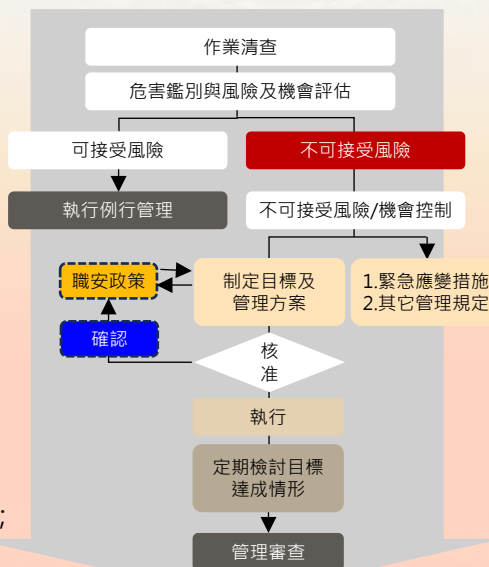 作業清查
危害鑑別與風險及機會評估
可接受風險
不可接受風險
執行例行管理
不可接受風險/機會控制
職安政策
制定目標及
管理方案
1.緊急應變措施
2.其它管理規定
確認
核
准
執行
定期檢討目標
達成情形
;
管理審查